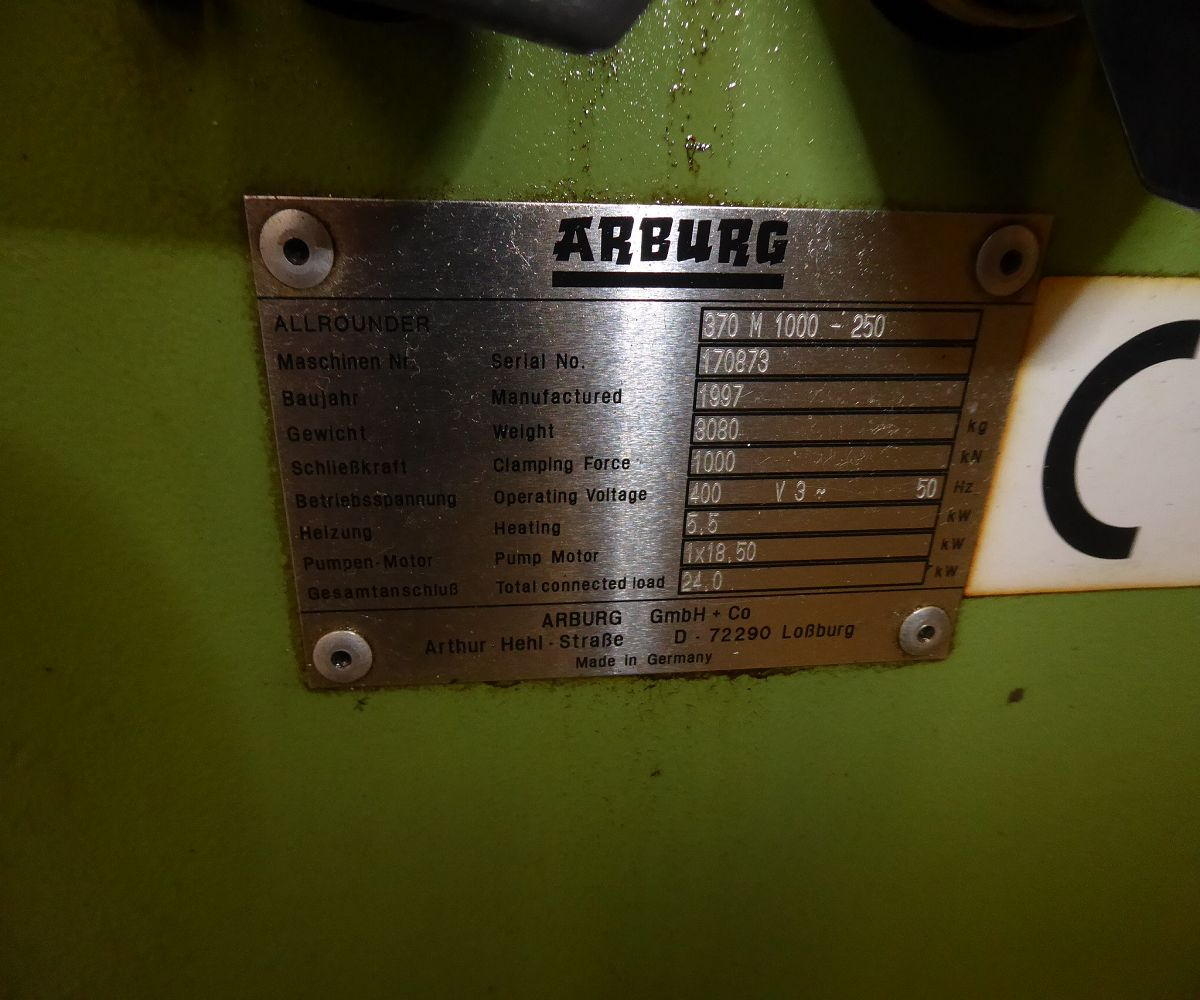 ARBURG
ALLROUNDER 370 M 1000 - 250
Maschinen Nr. Serial No. 170873
Baujahr Manufactured 1997
Gewicht Weight 3080 kg
Schließkraft Clamping Force 1000 kN
Betriebsspannung Operating Voltage 400 V 3 ~ 50 Hz
Heizung Heating 5.5 kW
Pumpen-Motor Pump Motor 1x18,50 kW
Gesamtanschluß Total connected load 24.0 kW
ARBURG GmbH + Co
Arthur - Hehl - Straße D - 72290 Loßburg
Made in Germany
C